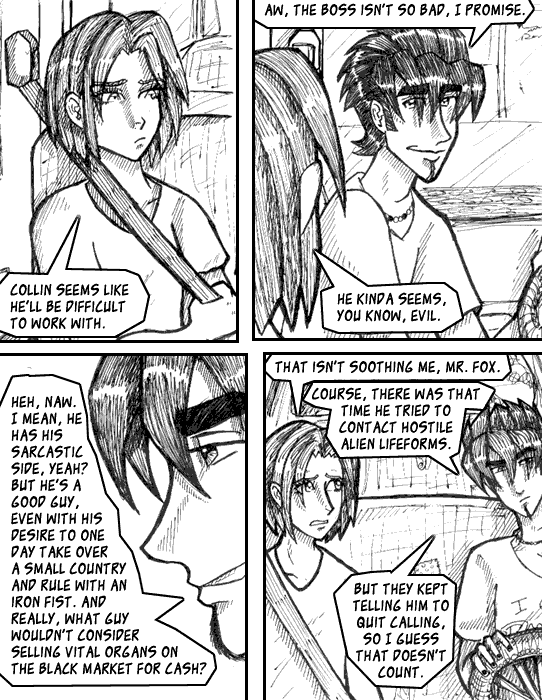 COLLIN SEEMS LIKE
HE'LL BE DIFFICULT
TO WORK WITH.
AW, THE BOSS ISN'T SO BAD, I PROMISE.
HE KINDA SEEMS,
YOU KNOW, EVIL.
HEH, NAW.
I MEAN, HE
HAS HIS
SARCASTIC
SIDE, YEAH?
BUT HE'S A
GOOD GUY,
EVEN WITH HIS
DESIRE TO ONE
DAY TAKE OVER
A SMALL COUNTRY
AND RULE WITH AN
IRON FIST. AND
REALLY, WHAT GUY
WOULDN'T CONSIDER
SELLING VITAL ORGANS ON
THE BLACK MARKET FOR CASH?
THAT ISN'T SOOTHING ME, MR. FOX.
COURSE, THERE WAS THAT
TIME HE TRIED TO
CONTACT HOSTILE
ALIEN LIFEFORMS.
BUT THEY KEPT
TELLING HIM TO
QUIT CALLING,
SO I GUESS
THAT DOESN'T
COUNT.
I